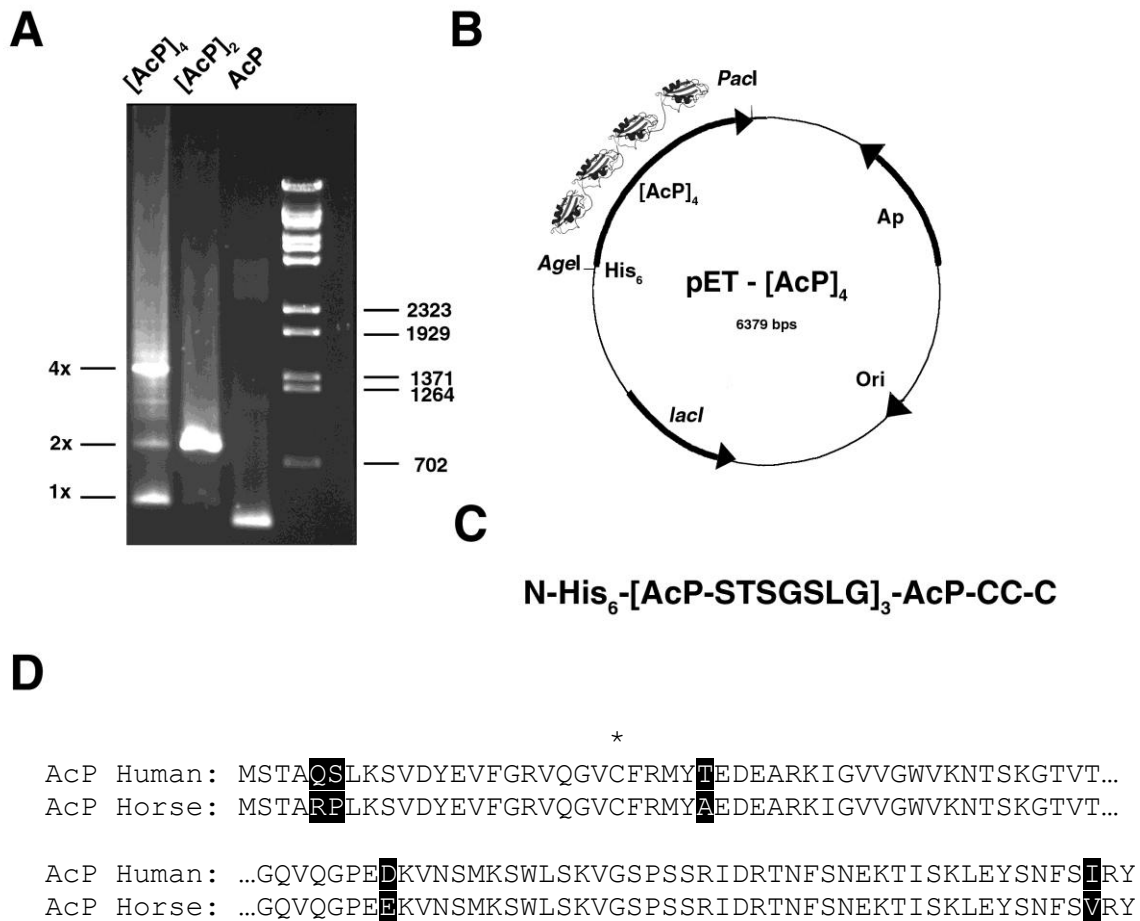 A
[AcP]4 [AcP]2 AcP
4x
2x
1x
2323
1929
1371
1264
702
B
PacI
[AcP]4
AgeI
His6
Ap
pET - [AcP]4
6379 bps
Ori
lacI
C
N-His6-[AcP-STSGSLG]3-AcP-CC-C
D
*
AcP Human: MSTAQSLKSVDYEVFGRVQGVCFRMYTEDEARKIGVVGWVKNTSKGTVT…
AcP Horse: MSTARPLKSVDYEVFGRVQGVCFRMYAEDEARKIGVVGWVKNTSKGTVT…
AcP Human: …GQVQGPEDKVNSMKSWLSKVGSPSSRIDRTNFSNEKTISKLEYSNFSIRY
AcP Horse: …GQVQGPEEKVNSMKSWLSKVGSPSSRIDRTNFSNEKTISKLEYSNFSVRY